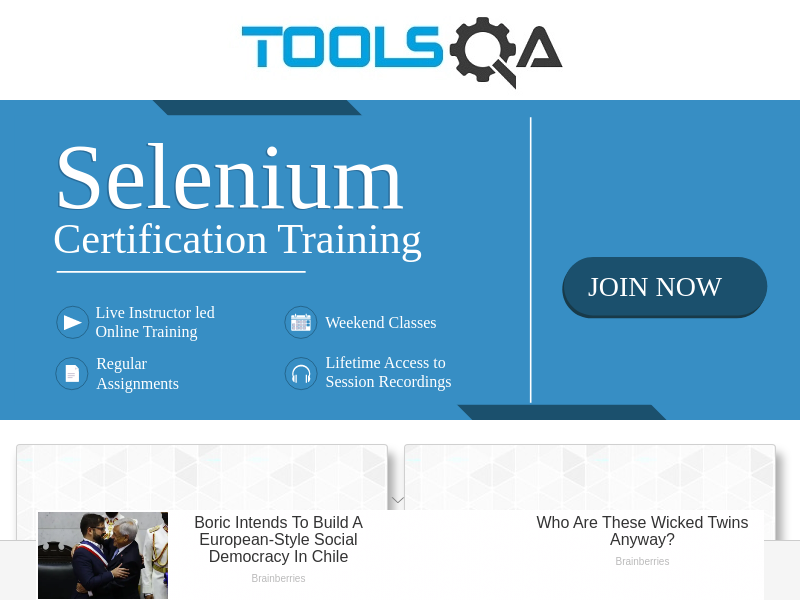 TOOLSQA
Selenium
Certification Training
JOIN NOW
Live Instructor led
Online Training
Weekend Classes
Regular
Assignments
Lifetime Access to
Session Recordings
Boric Intends To Build A
European-Style Social
Democracy In Chile
Brainberries
Who Are These Wicked Twins
Anyway?
Brainberries